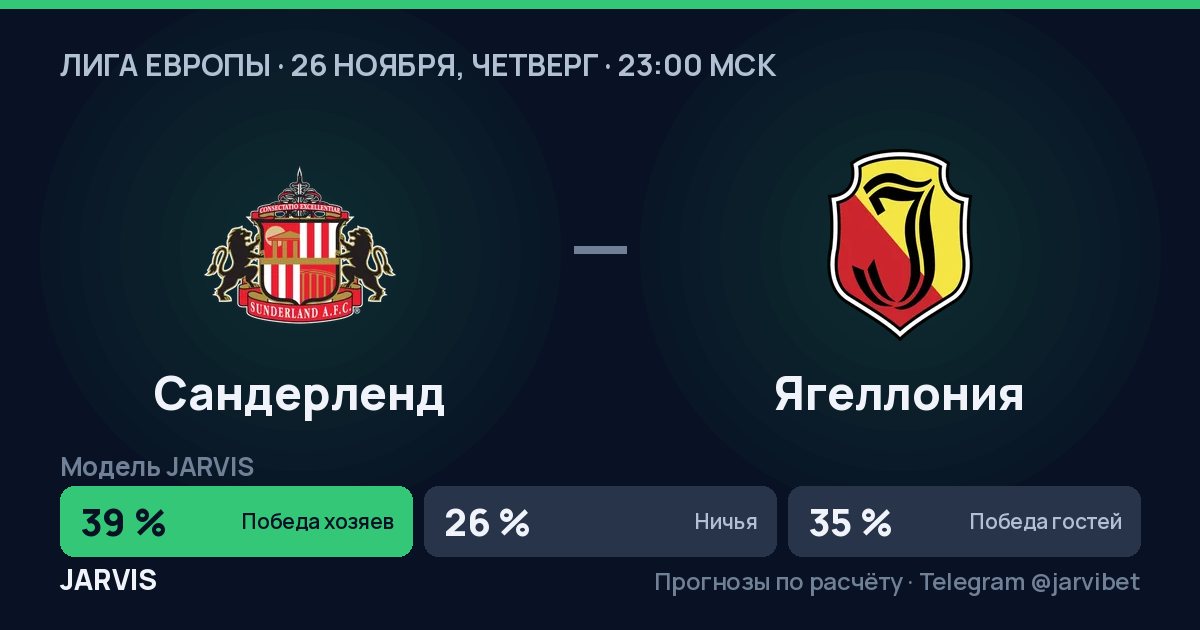 ЛИГА ЕВРОПЫ · 26 НОЯБРЯ, ЧЕТВЕРГ · 23:00 МСК
CONSECTATIO EXCELLENTIAE
SUNDERLAND A.F.C.
J
Сандерленд
—
Ягеллония
Модель JARVIS
39 % Победа хозяев
26 % Ничья
35 % Победа гостей
JARVIS
Прогнозы по расчёту · Telegram @jarvibet